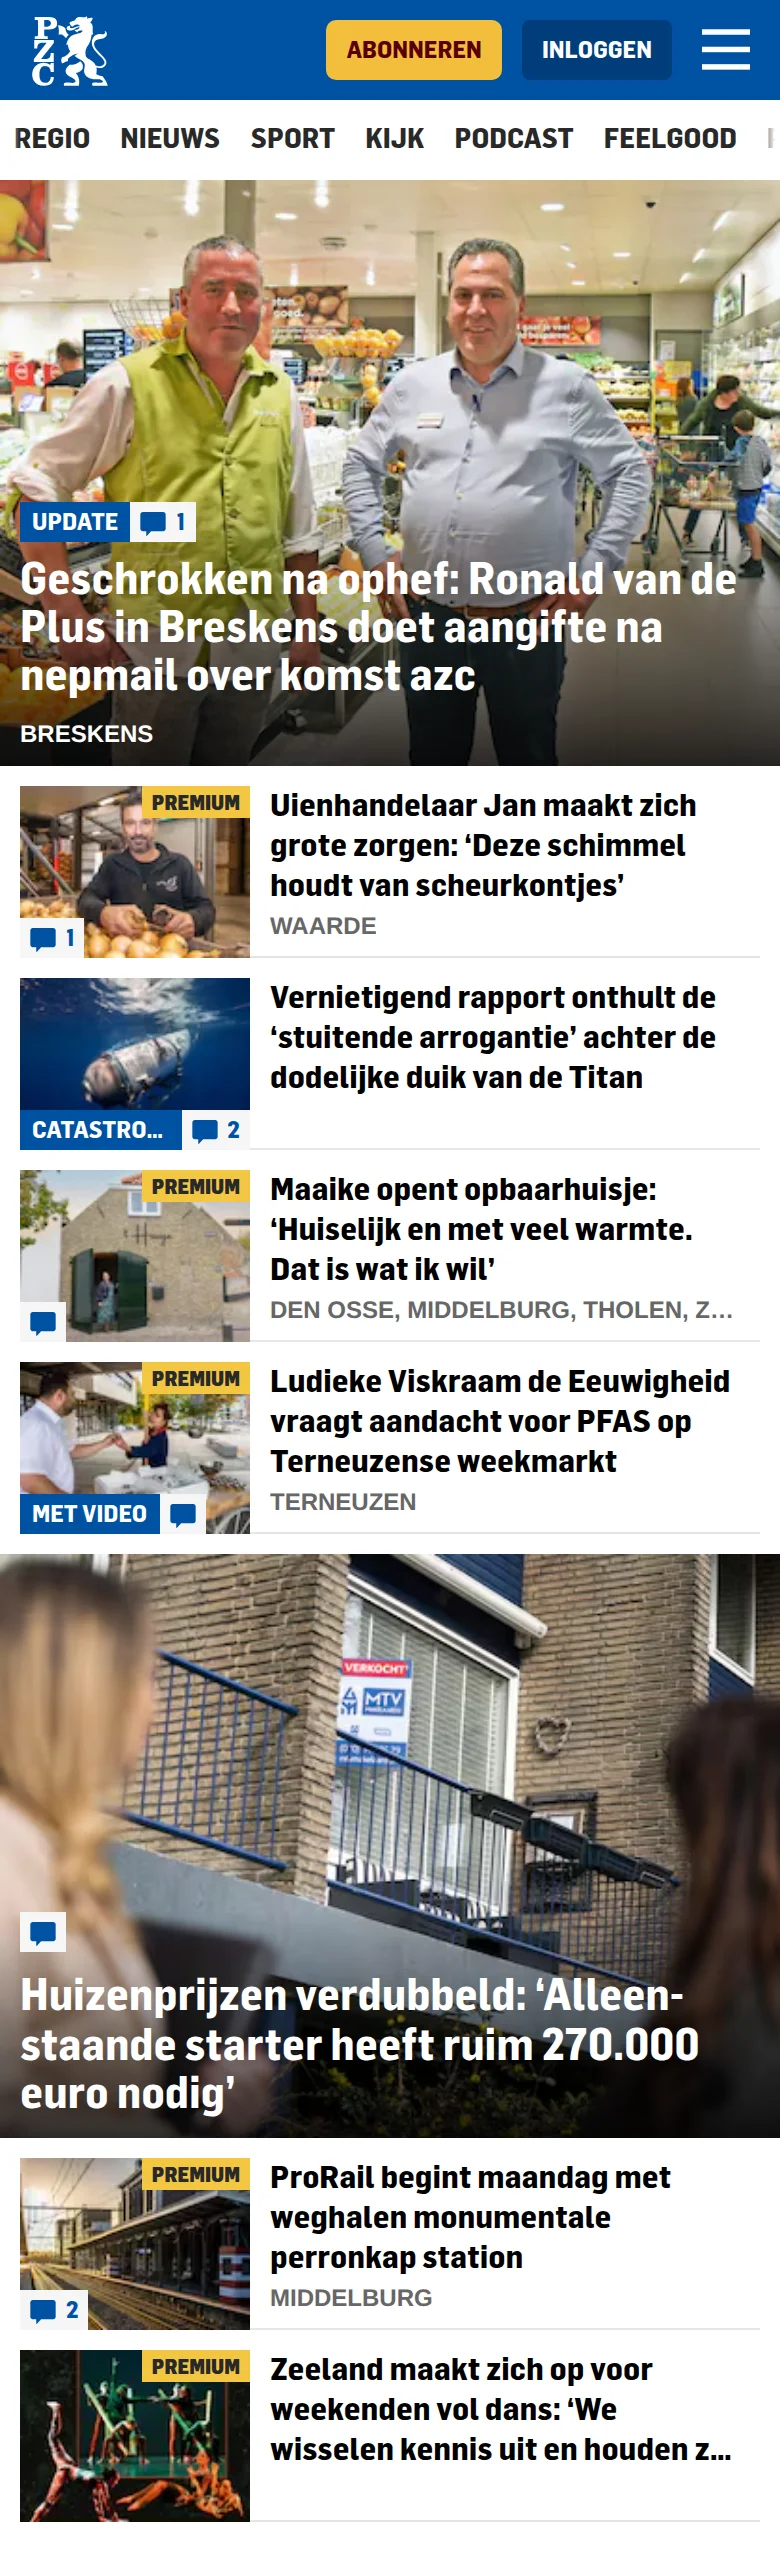 PZC
ABONNEREN
INLOGGEN
REGIO NIEUWS SPORT KIJK PODCAST FEELGOOD
UPDATE 1
Geschrokken na ophef: Ronald van de
Plus in Breskens doet aangifte na
nepmail over komst azc
BRESKENS
PREMIUM
1
Uienhandelaar Jan maakt zich
grote zorgen: ‘Deze schimmel
houdt van scheurkontjes’
WAARDE
CATASTRO... 2
Vernietigend rapport onthult de
‘stuitende arrogantie’ achter de
dodelijke duik van de Titan
PREMIUM
Maaike opent opbaarhuisje:
‘Huiselijk en met veel warmte.
Dat is wat ik wil’
DEN OSSE, MIDDELBURG, THOLEN, Z...
PREMIUM
MET VIDEO
Ludieke Viskraam de Eeuwigheid
vraagt aandacht voor PFAS op
Terneuzense weekmarkt
TERNEUZEN
VERKOCHT
MTV
Huizenprijzen verdubbeld: ‘Alleen-
staande starter heeft ruim 270.000
euro nodig’
PREMIUM
2
ProRail begint maandag met
weghalen monumentale
perronkap station
MIDDELBURG
PREMIUM
Zeeland maakt zich op voor
weekenden vol dans: ‘We
wisselen kennis uit en houden z...